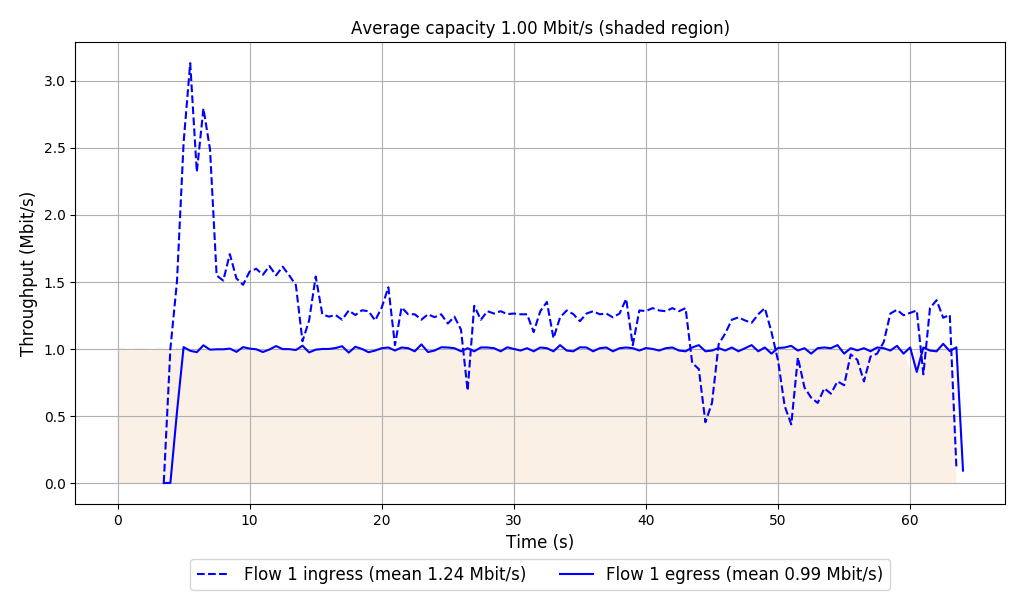 Average capacity 1.00 Mbit/s (shaded region)
Throughput (Mbit/s)
3.0
2.5
2.0
1.5
1.0
0.5
0.0
0 10 20 30 40 50 60
Time (s)
Flow 1 ingress (mean 1.24 Mbit/s) Flow 1 egress (mean 0.99 Mbit/s)